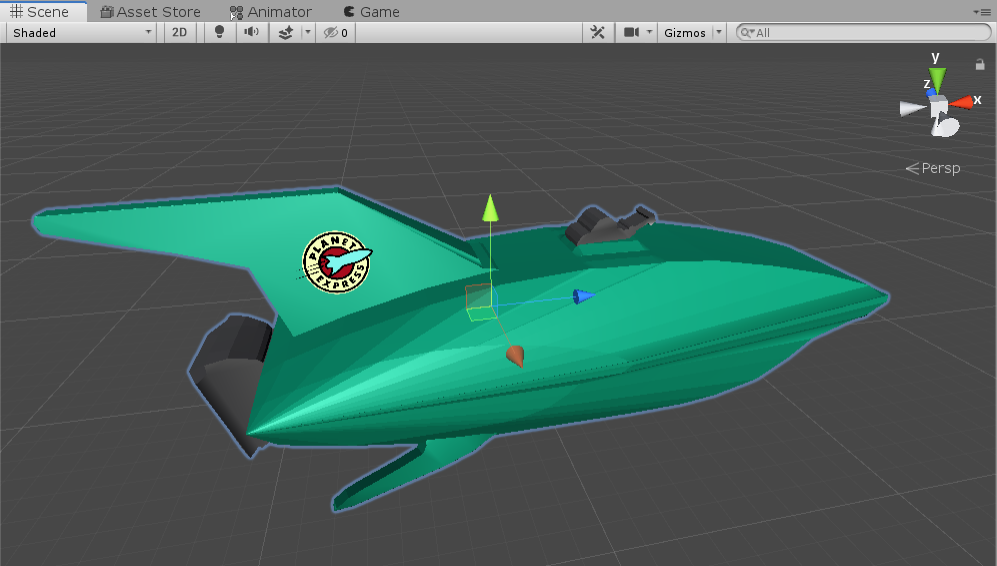 Scene Asset Store Animator Game
Shaded 2D 0 Gizmos All
y
z
x
Persp
PLANET
EXPRESS